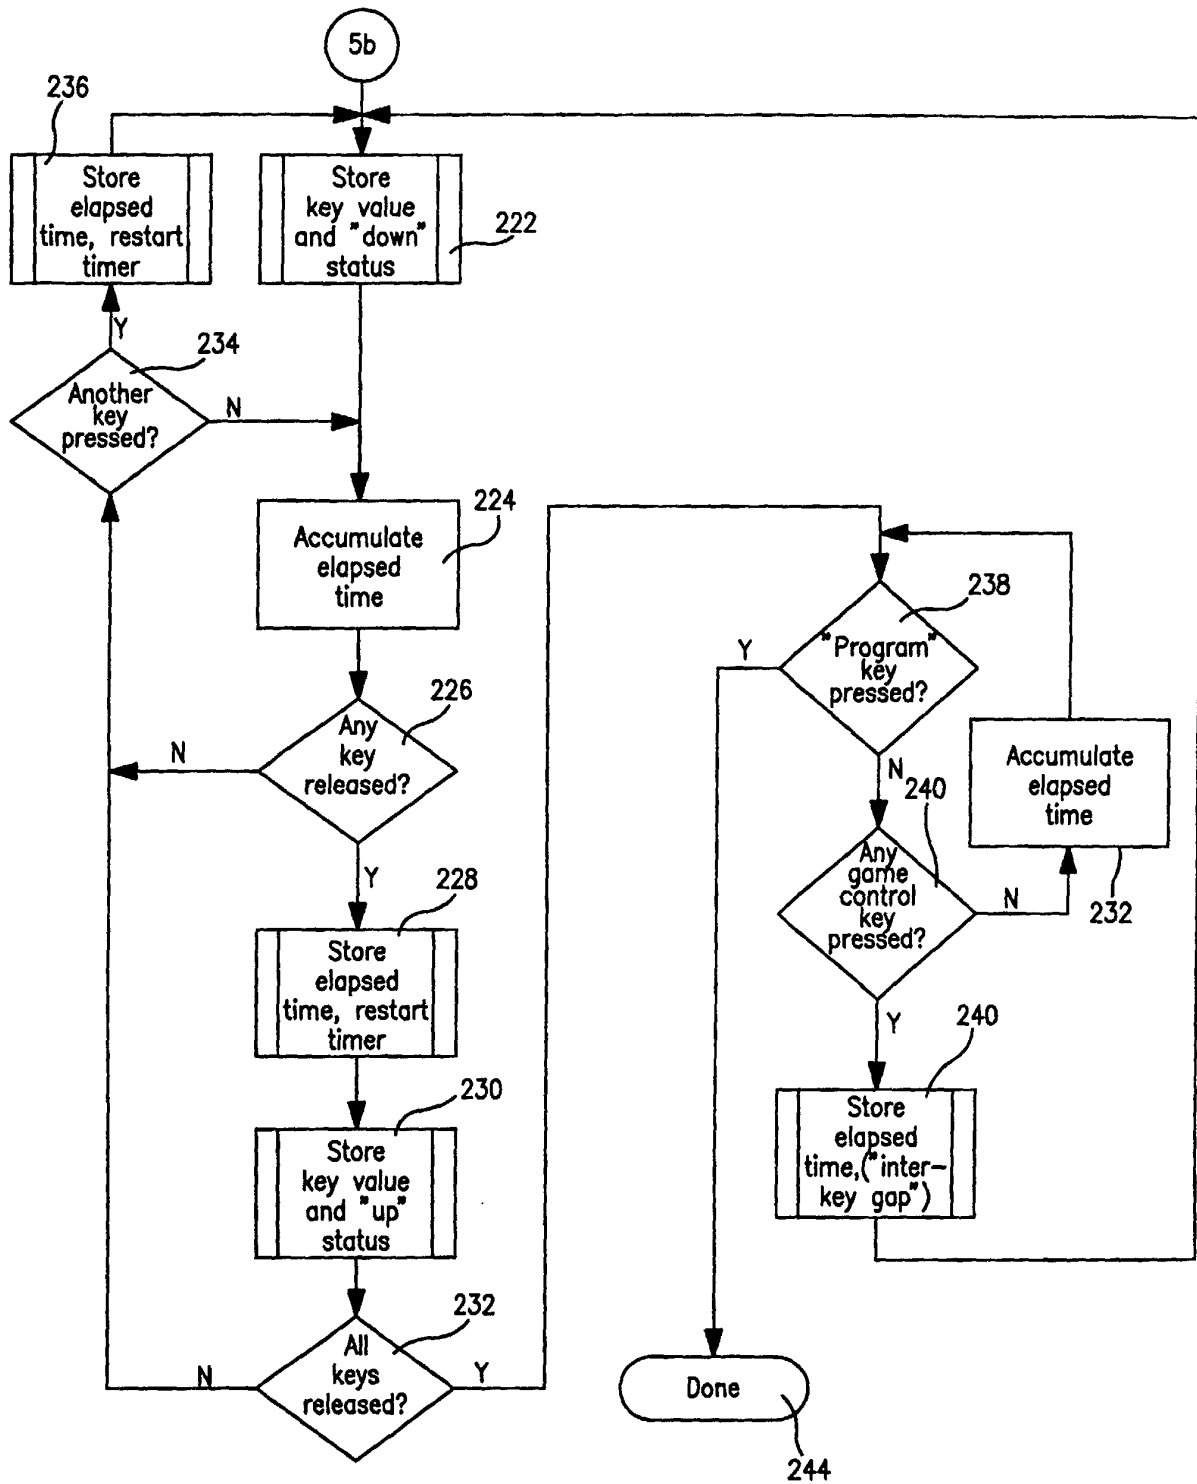 5b
236
Store
elapsed
time, restart
timer
Store
key value
and "down"
status
222
Y
234
Another
key
pressed?
N
224
Accumulate
elapsed
time
238
"Program"
key
pressed?
Y
N
226
Any
key
released?
N
Y
Accumulate
elapsed
time
232
240
Any
game
control
key
pressed?
N
Y
228
Store
elapsed
time, restart
timer
240
Store
elapsed
time,("inter-
key gap")
230
Store
key value
and "up"
status
232
All
keys
released?
N
Y
Done
244